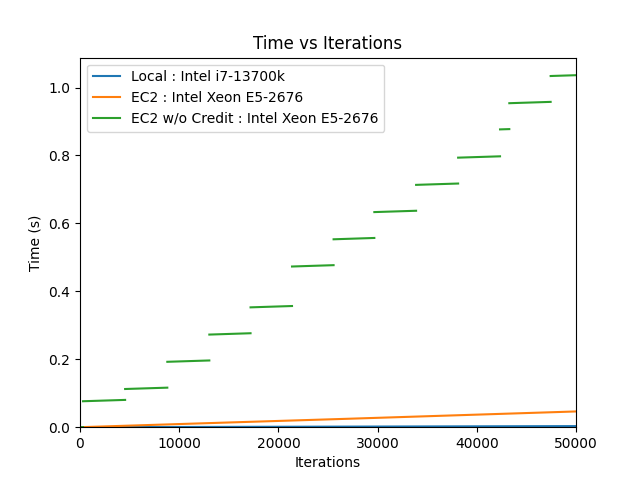 Time vs Iterations
Local : Intel i7-13700k
EC2 : Intel Xeon E5-2676
EC2 w/o Credit : Intel Xeon E5-2676
1.0
0.8
0.6
0.4
0.2
0.0
Time (s)
0 10000 20000 30000 40000 50000
Iterations